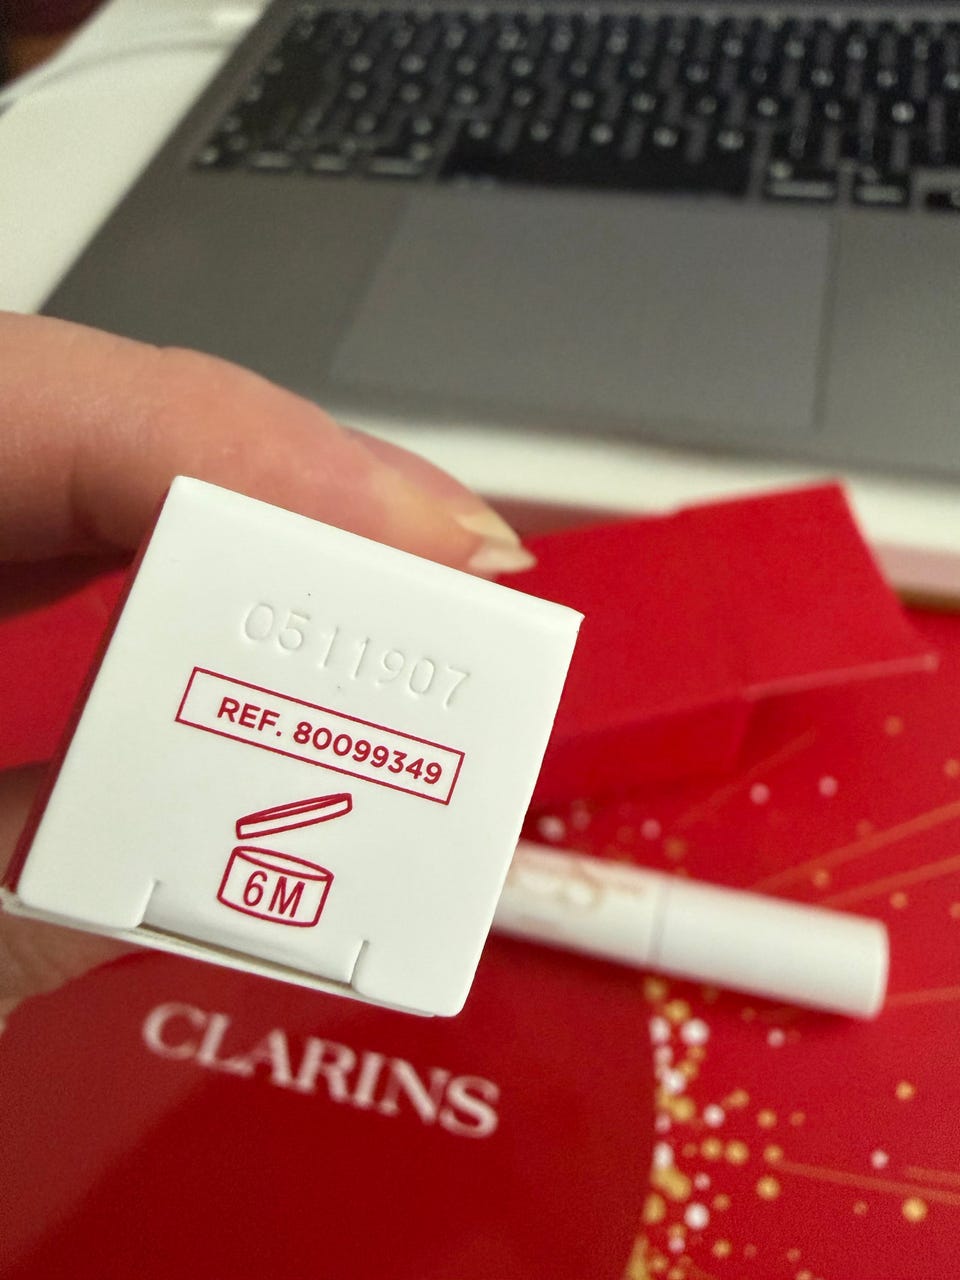 0511907
REF. 80099349
6M
CLARINS